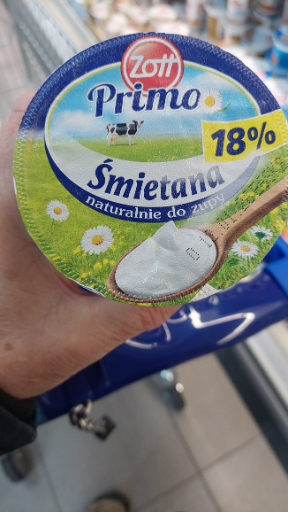 Zott
Primo
18%
Śmietana
naturalnie do zupy